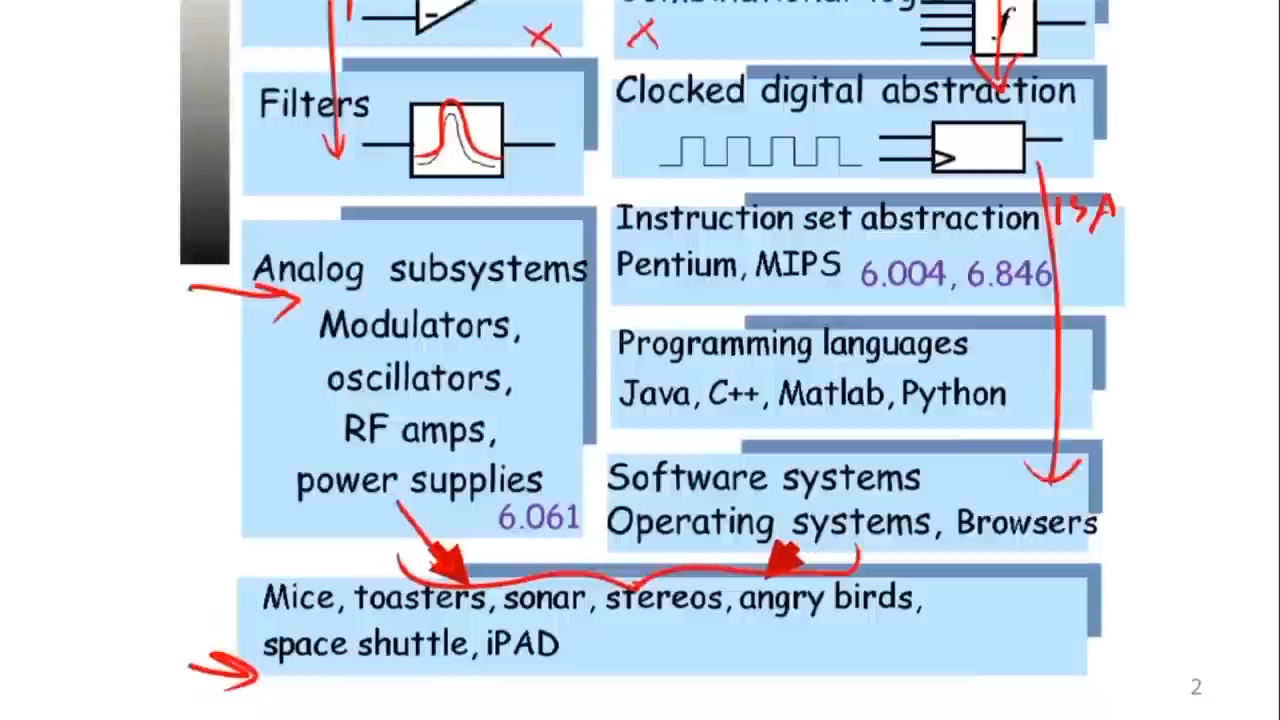 f
Filters
Clocked digital abstraction
Instruction set abstraction
ISA
Pentium, MIPS 6.004, 6.846
Analog subsystems
Modulators,
oscillators,
RF amps,
power supplies
6.061
Programming languages
Java, C++, Matlab, Python
Software systems
Operating systems, Browsers
Mice, toasters, sonar, stereos, angry birds,
space shuttle, iPAD
2